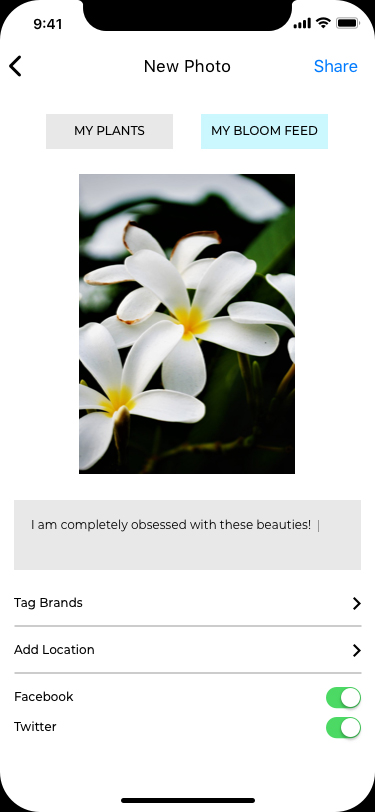 9:41
New Photo
Share
MY PLANTS
MY BLOOM FEED
I am completely obsessed with these beauties!
Tag Brands
Add Location
Facebook
Twitter